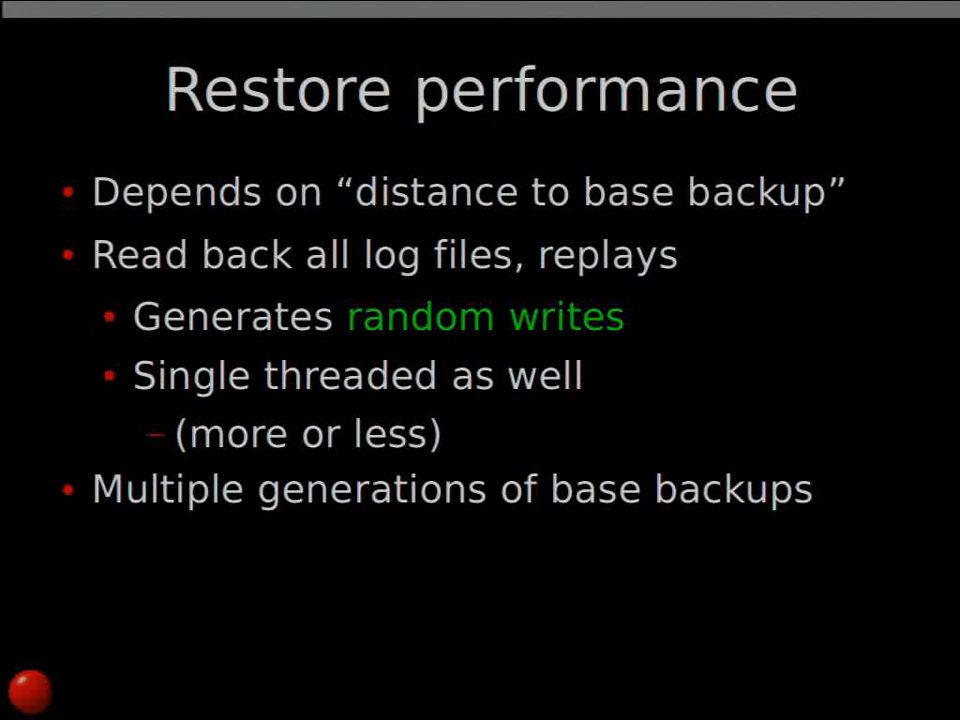 Restore performance
• Depends on “distance to base backup”
• Read back all log files, replays
• Generates random writes
• Single threaded as well
– (more or less)
• Multiple generations of base backups